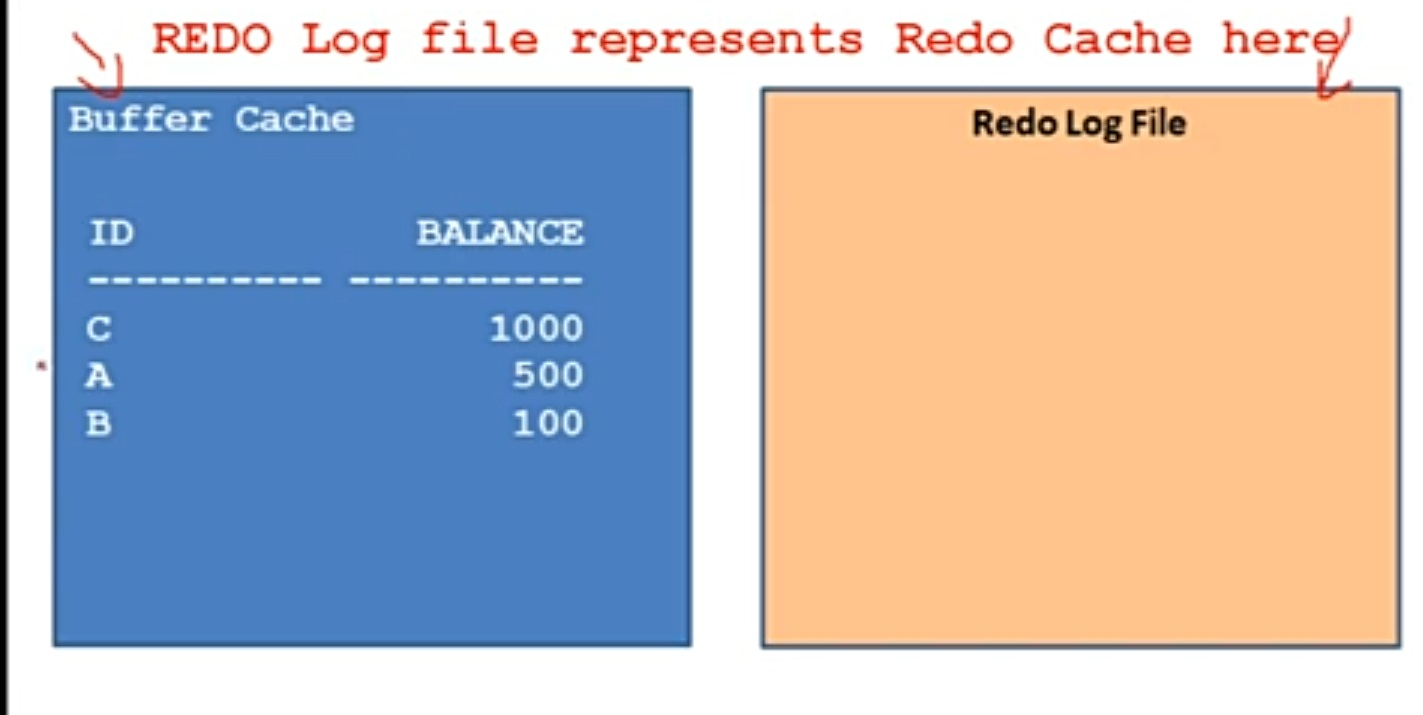 REDO Log file represents Redo Cache here
Buffer Cache
ID BALANCE
---------- ----------
C 1000
A 500
B 100
Redo Log File